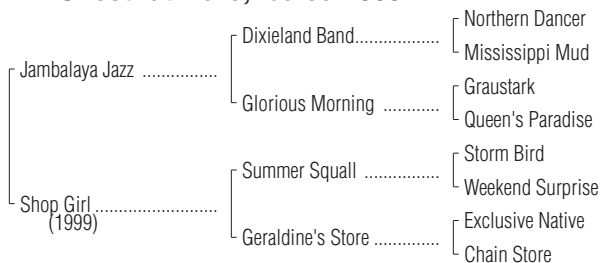 Northern Dancer
Dixieland Band..................
Mississippi Mud
Jambalaya Jazz ................
Graustark
Glorious Morning ............
Queen's Paradise
Storm Bird
Summer Squall ................
Weekend Surprise
Shop Girl..........................
(1999)
Exclusive Native
Geraldine's Store ..............
Chain Store